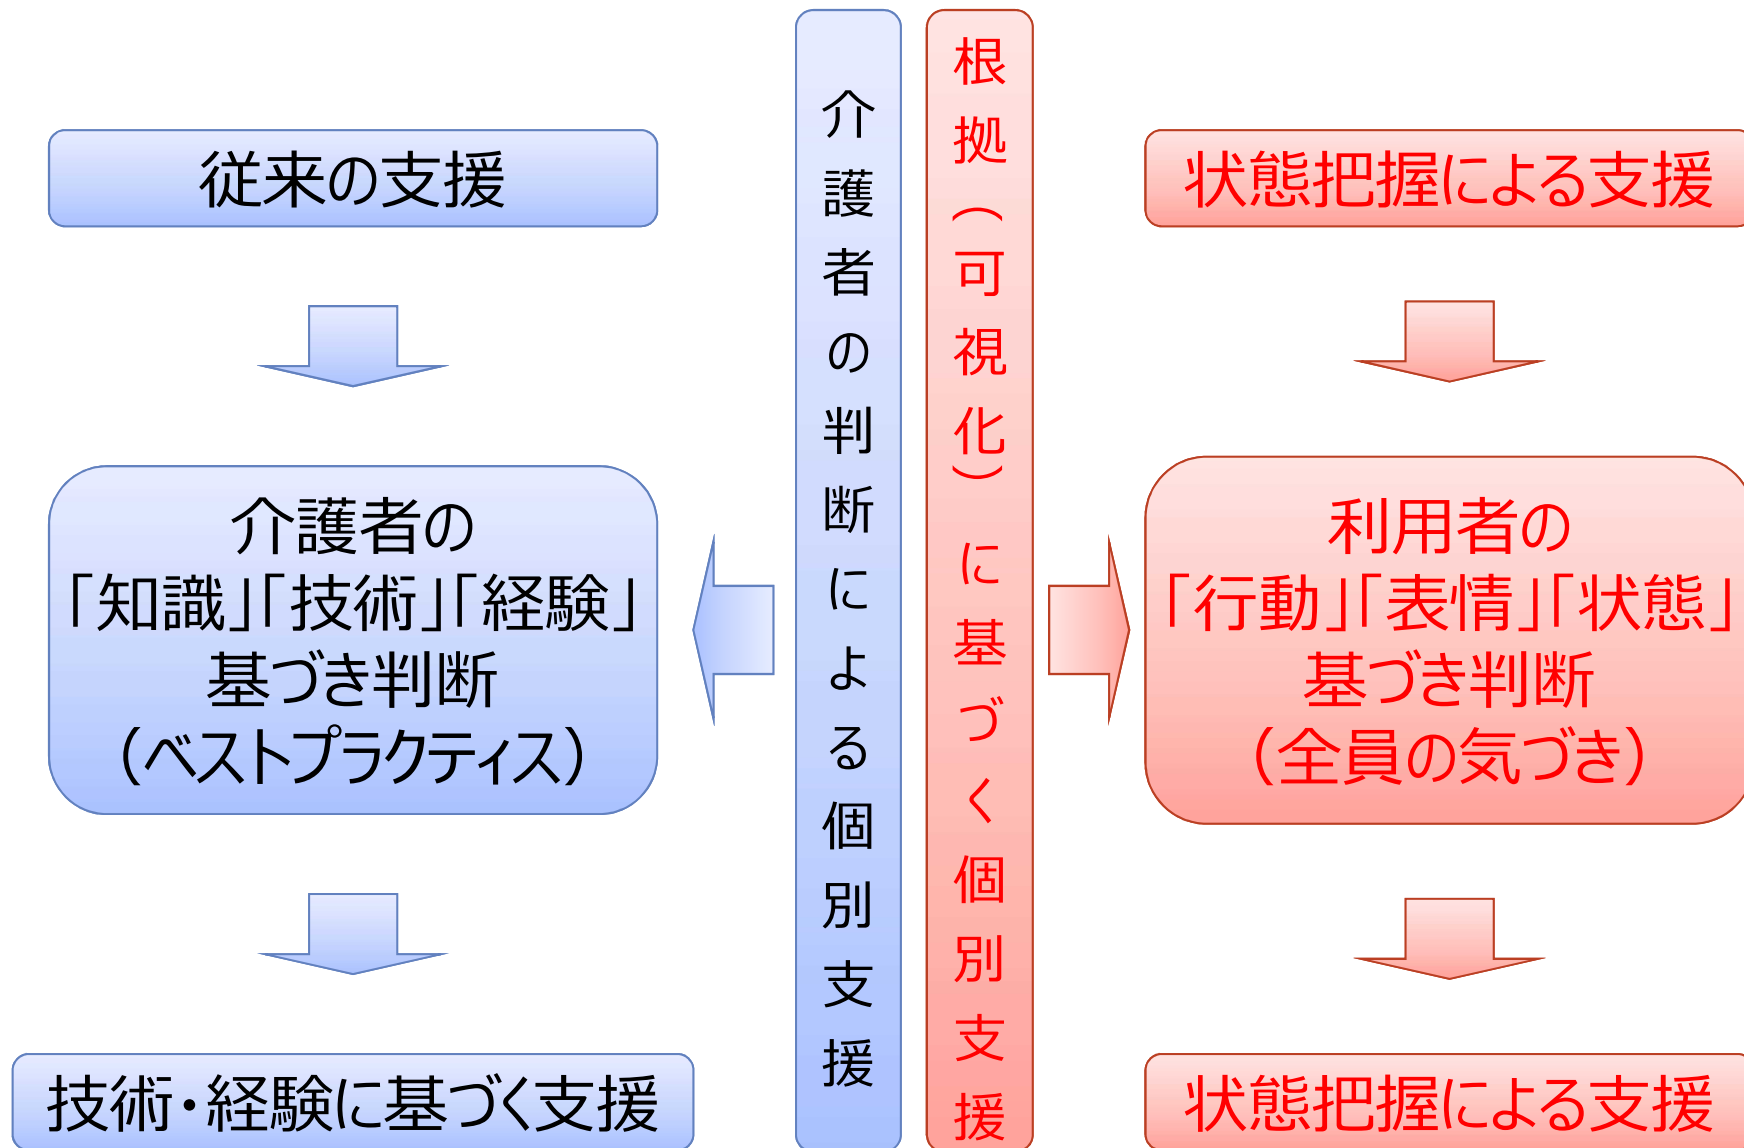 従来の支援
介護者の
「知識」「技術」「経験」
基づき判断
（ベストプラクティス）
技術・経験に基づく支援
介護者の判断による個別支援
根拠（可視化）に基づく個別支援
状態把握による支援
利用者の
「行動」「表情」「状態」
基づき判断
（全員の気づき）
状態把握による支援